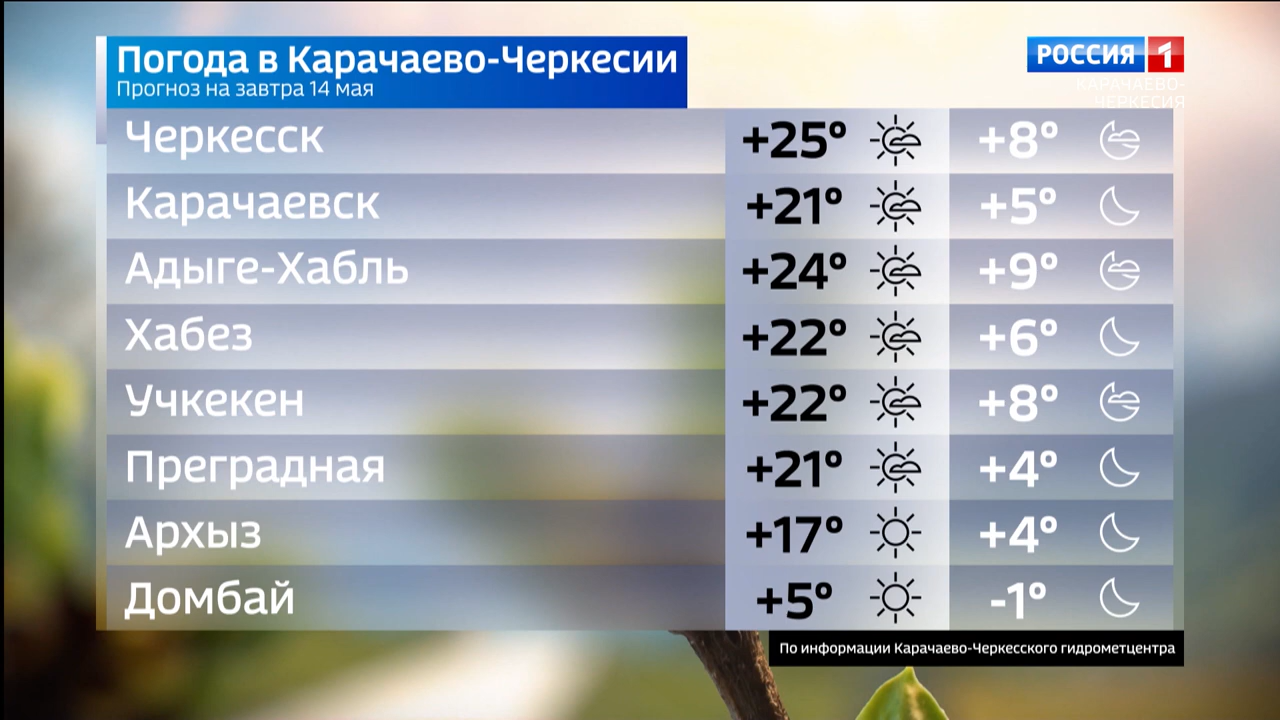 Погода в Карачаево-Черкесии
Прогноз на завтра 14 мая
РОССИЯ 1
КАРАЧАЕВО-
ЧЕРКЕСИЯ
Черкесск +25° +8°
Карачаевск +21° +5°
Адыге-Хабль +24° +9°
Хабез +22° +6°
Учкекен +22° +8°
Преградная +21° +4°
Архыз +17° +4°
Домбай +5° -1°
По информации Карачаево-Черкесского гидрометцентра